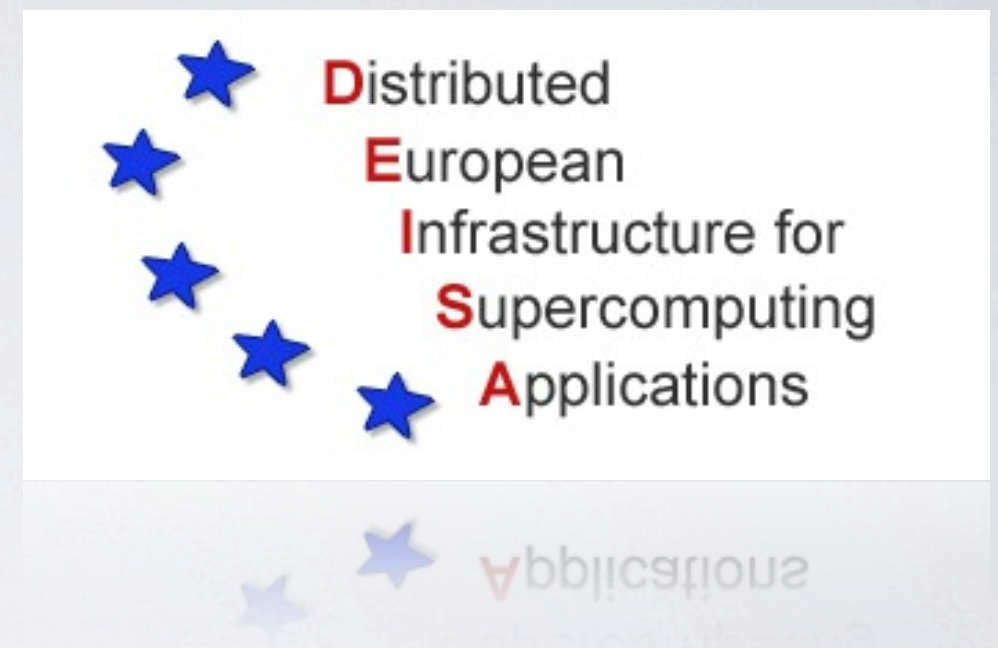 Distributed
European
Infrastructure for
Supercomputing
Applications